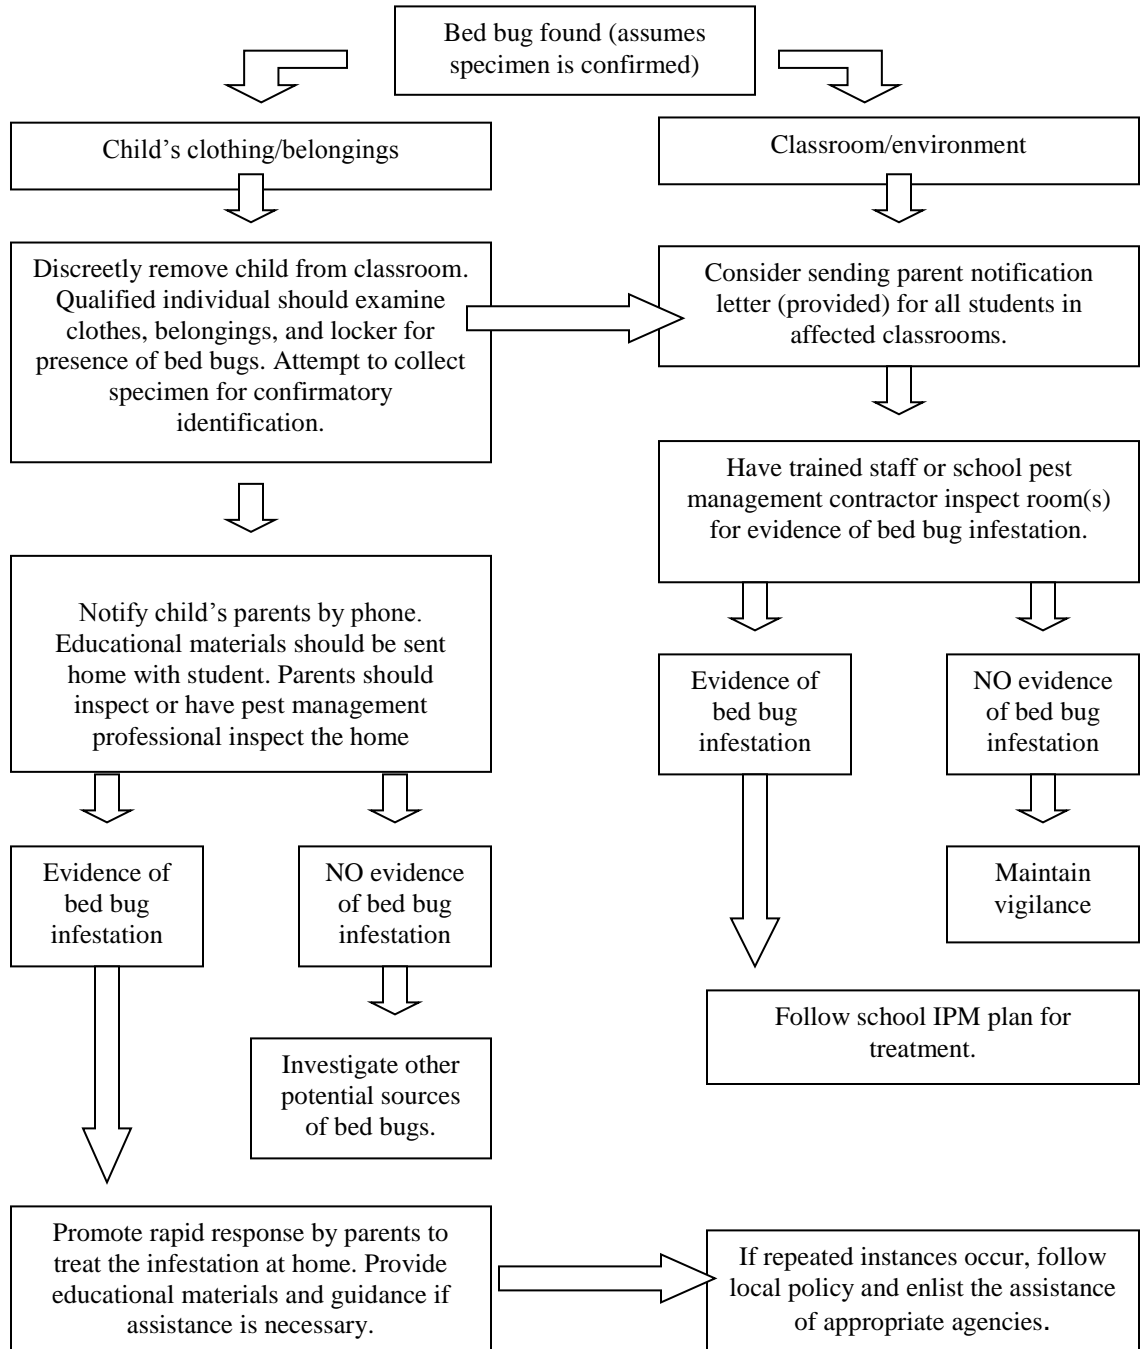 Bed bug found (assumes
specimen is confirmed)
Child’s clothing/belongings
Classroom/environment
Discreetly remove child from classroom.
Qualified individual should examine
clothes, belongings, and locker for
presence of bed bugs. Attempt to collect
specimen for confirmatory
identification.
Consider sending parent notification
letter (provided) for all students in
affected classrooms.
Have trained staff or school pest
management contractor inspect room(s)
for evidence of bed bug infestation.
Notify child’s parents by phone.
Educational materials should be sent
home with student. Parents should
inspect or have pest management
professional inspect the home
Evidence of
bed bug
infestation
NO evidence
of bed bug
infestation
Evidence of
bed bug
infestation
NO evidence
of bed bug
infestation
Maintain
vigilance
Follow school IPM plan for
treatment.
Investigate other
potential sources
of bed bugs.
Promote rapid response by parents to
treat the infestation at home. Provide
educational materials and guidance if
assistance is necessary.
If repeated instances occur, follow
local policy and enlist the assistance
of appropriate agencies.